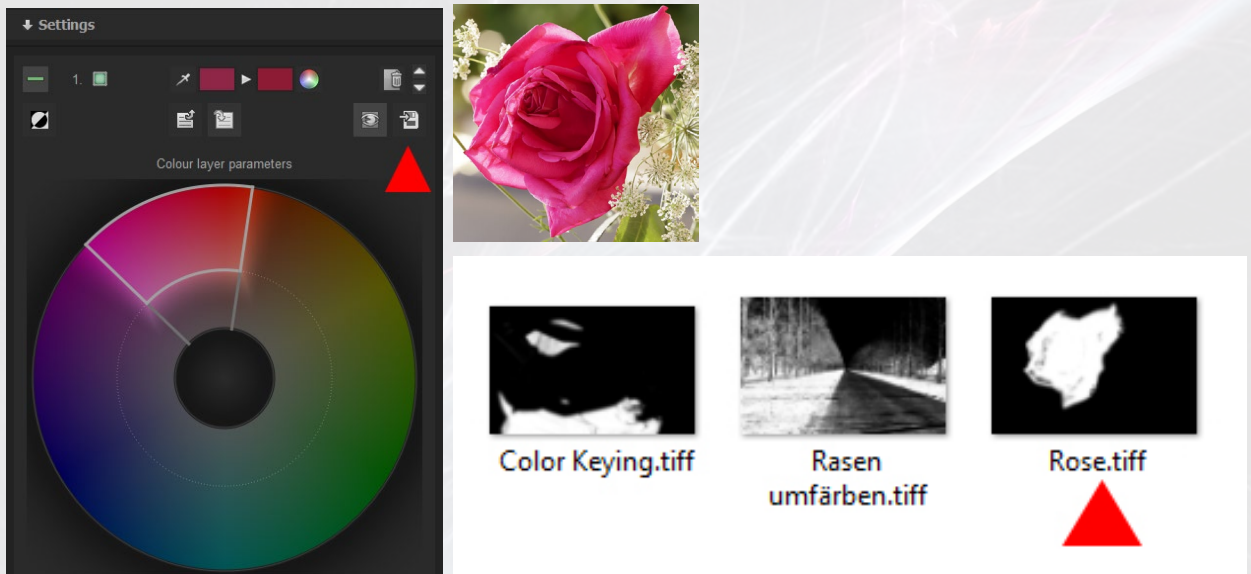 Settings
1.
Colour layer parameters
Color Keying.tiff
Rasen
umfärben.tiff
Rose.tiff